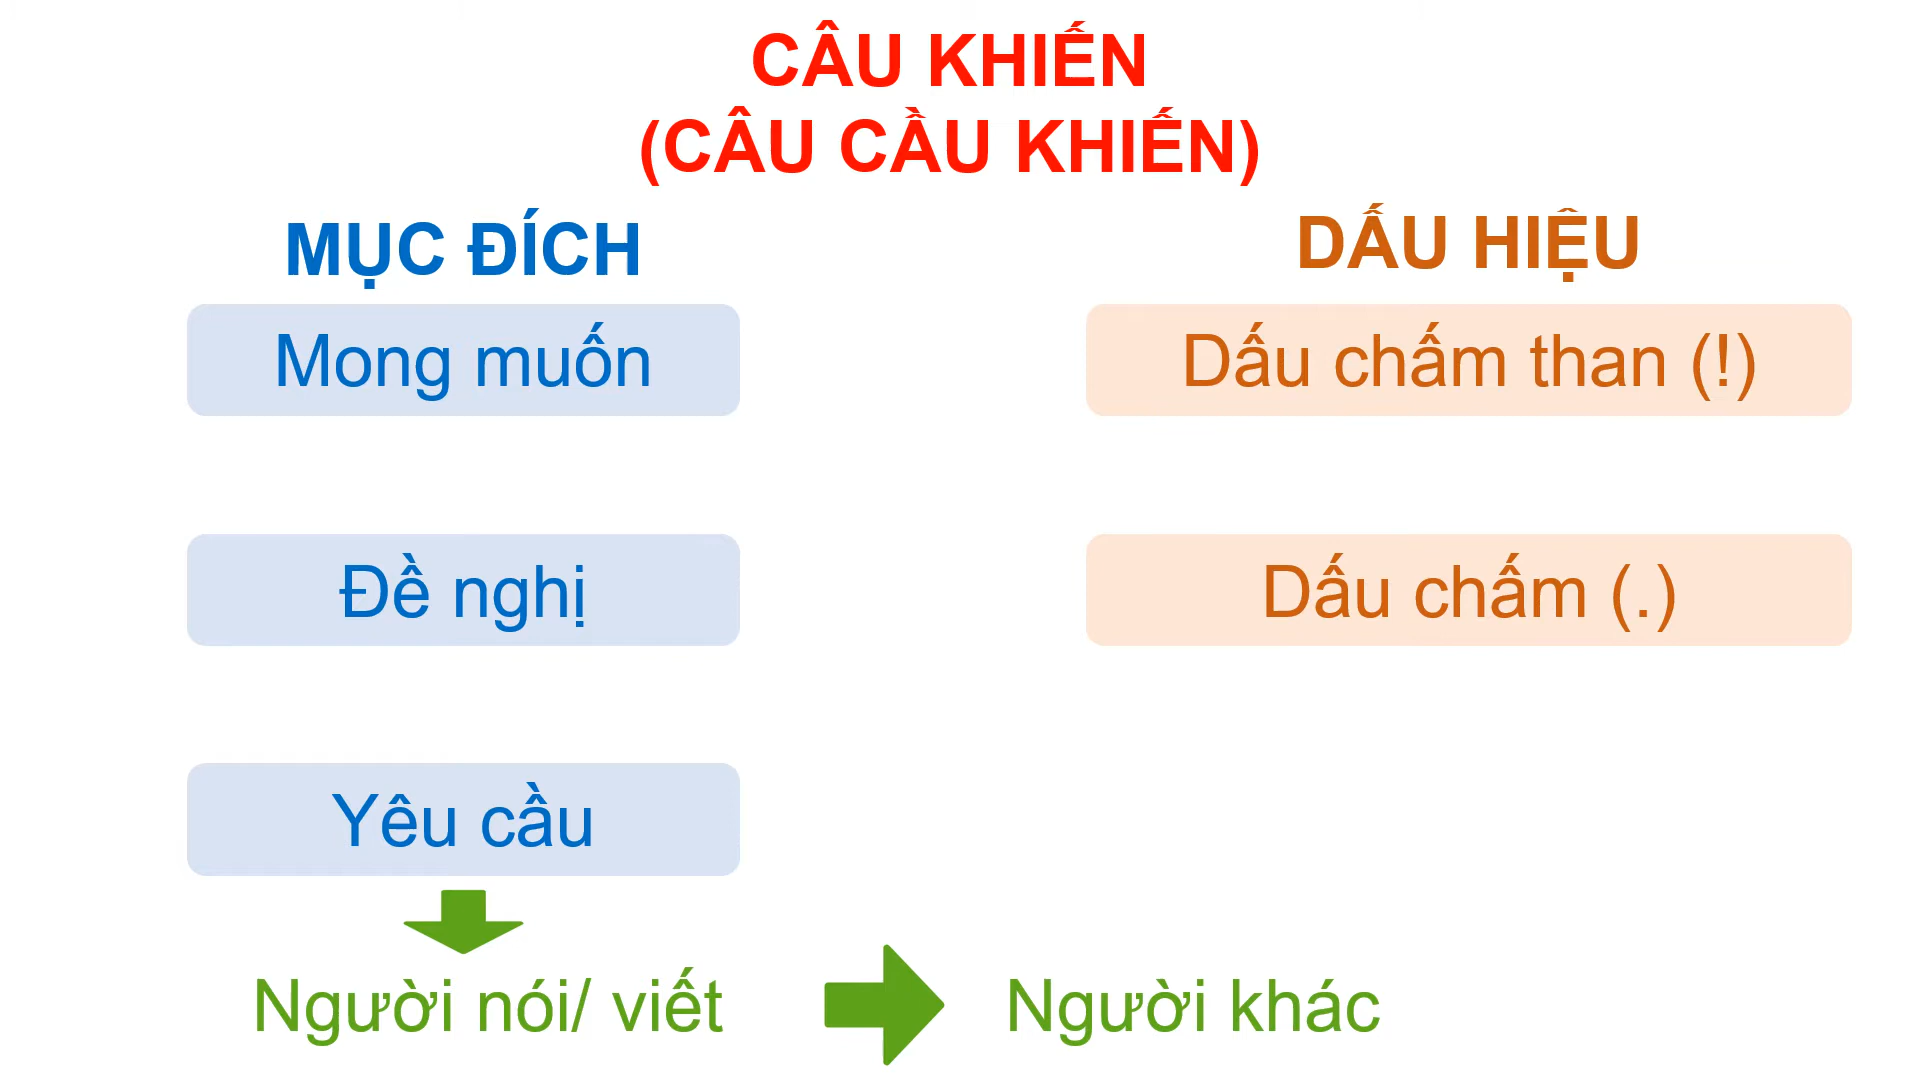 CÂU KHIẾN
(CÂU CẦU KHIẾN)
MỤC ĐÍCH
Mong muốn
Đề nghị
Yêu cầu
DẤU HIỆU
Dấu chấm than (!)
Dấu chấm (.)
Người nói/ viết
Người khác